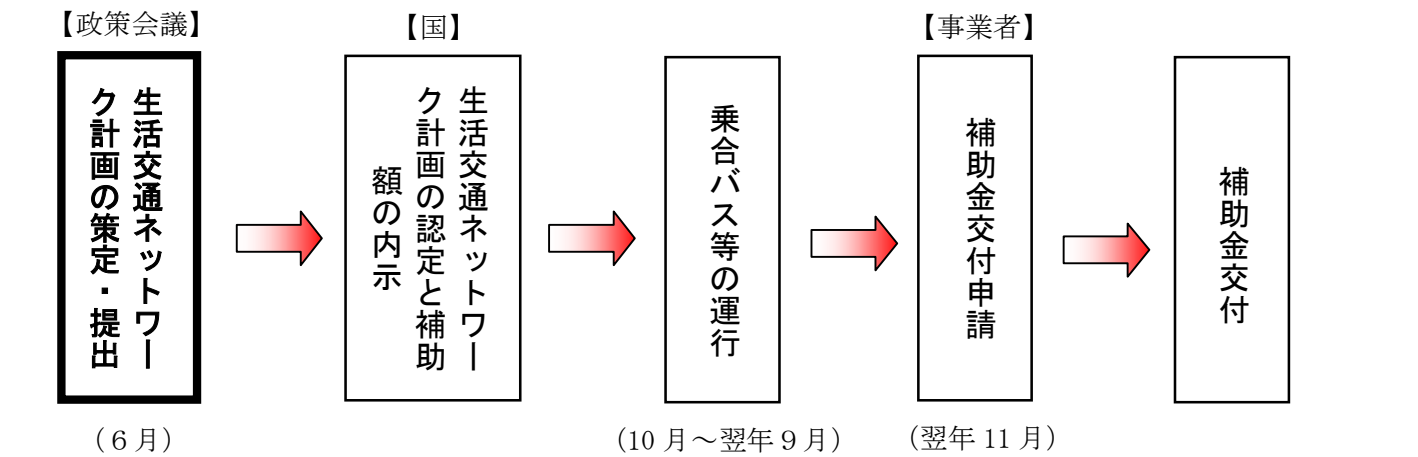 【政策会議】
生活交通ネットワー
ク計画の策定・提出
（６月）
【国】
生活交通ネットワー
ク計画の認定と補助
額の内示
乗合バス等の運行
（10 月～翌年９月）
【事業者】
補助金交付申請
（翌年 11 月）
補助金交付